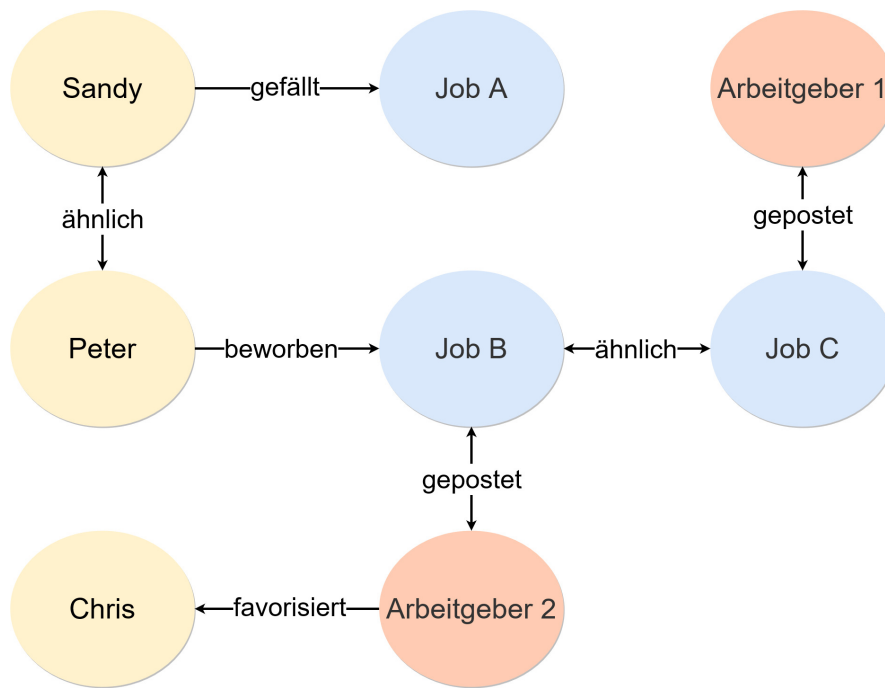 Sandy
gefällt
Job A
Arbeitgeber 1
ähnlich
gepostet
Peter
beworben
Job B
ähnlich
Job C
gepostet
Chris
favorisiert
Arbeitgeber 2